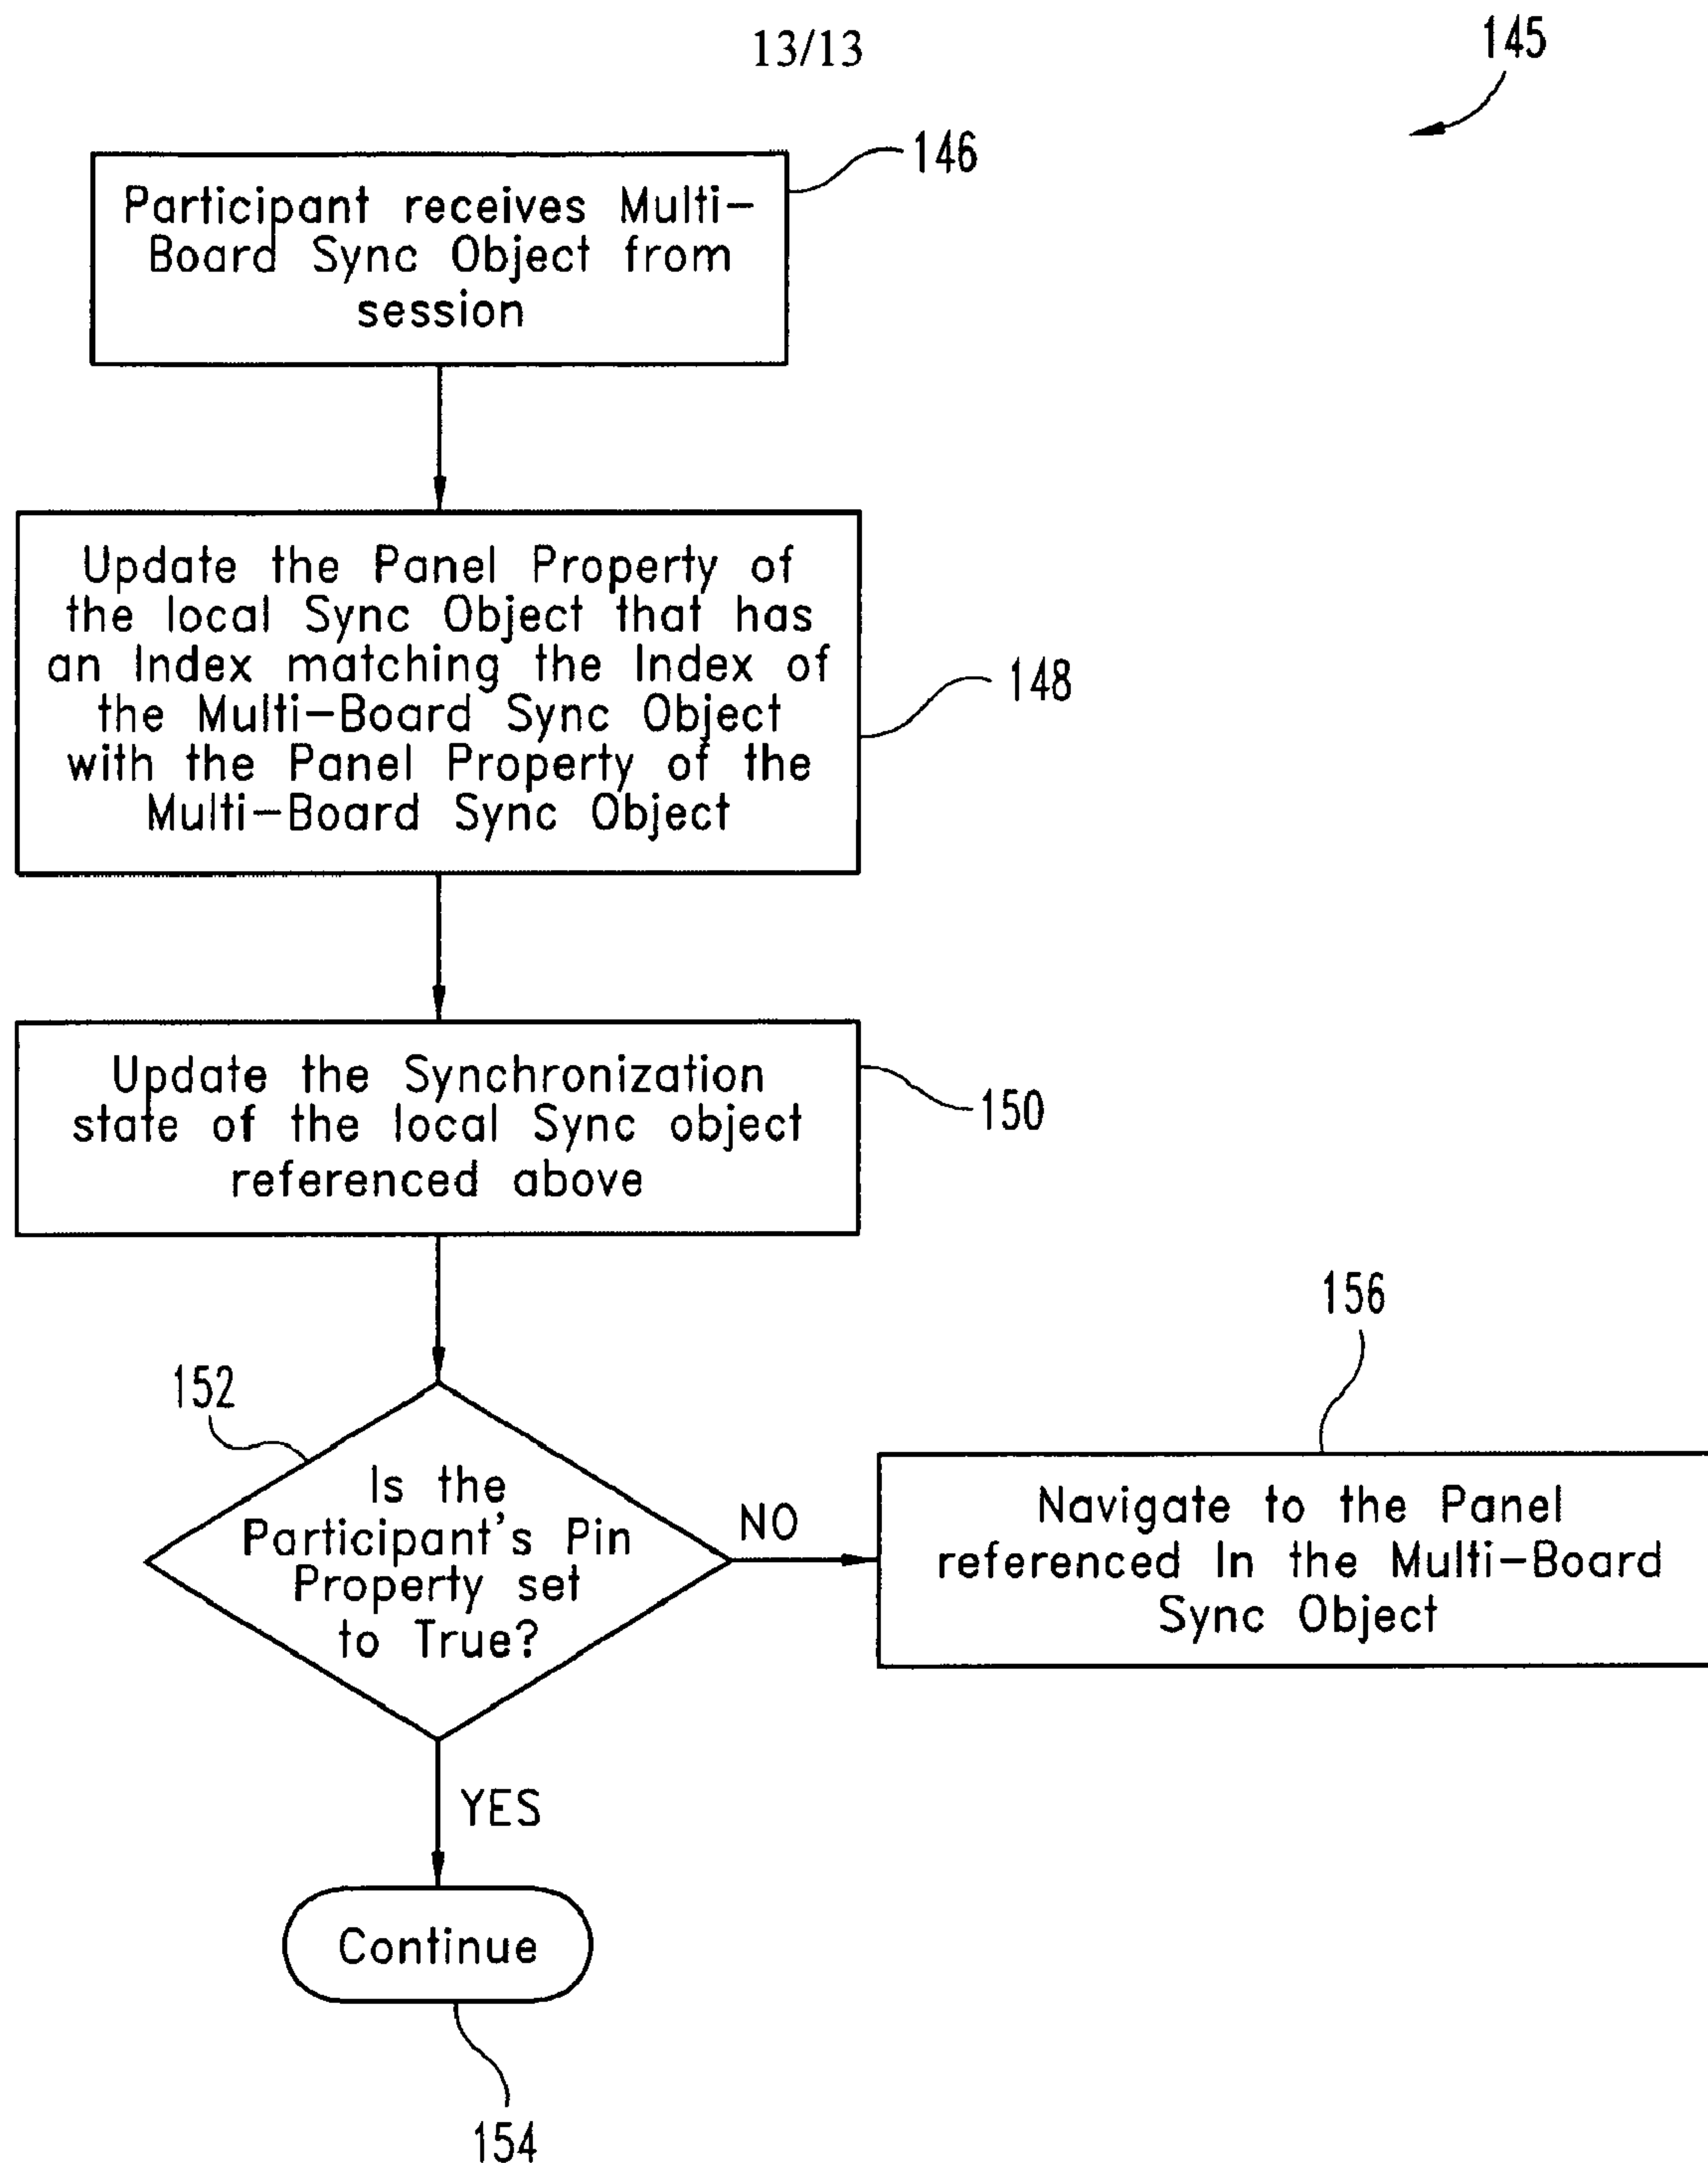 13/13
145
146
Participant receives Multi-
Board Sync Object from
session
Update the Panel Property of
the local Sync Object that has
an Index matching the Index of
the Multi-Board Sync Object
with the Panel Property of the
Multi-Board Sync Object
148
Update the Synchronization
state of the local Sync object
referenced above
150
152
Is the
Participant's Pin
Property set
to True?
NO
156
Navigate to the Panel
referenced In the Multi-Board
Sync Object
YES
Continue
154